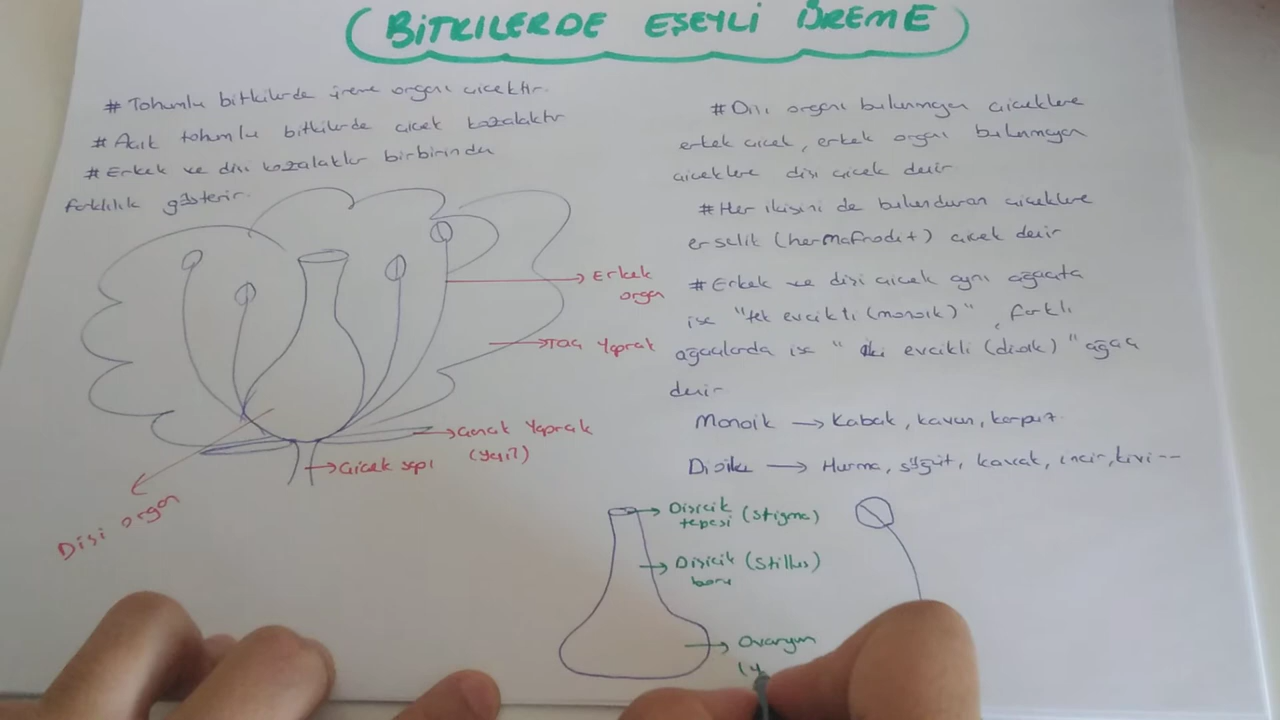 BİTKİLERDE EŞEYLİ ÜREME
# Tohumlu bitkilerde üreme organı çiçektir.
# Açık tohumlu bitkilerde çiçek kozalaktır
# Erkek ve dişi kozalaklar birbirinden
farklılık gösterir.
Erkek
organ
Taç Yaprak
Çanak Yaprak
(yeşil)
Çiçek sapı
Dişi organ
# Dişi organı bulunmayan çiçeklere
erkek çiçek, erkek organı bulunmayan
çiçeklere dişi çiçek denir
# Her ikisini de bulunduran çiçeklere
erselik (hermafrodit) çiçek denir
# Erkek ve dişi çiçek aynı ağaçta
ise "tek evcikli (monoik)", farklı
ağaçlarda ise "iki evcikli (dioik)" ağaç
denir
Monoik → Kabak, kavun, karpuz
→ Hurma, söğüt, kavak, incir, kivi --
Dişicik
tepesi (stigma)
Dişicik (stilus)
boru
Ovaryum
(y